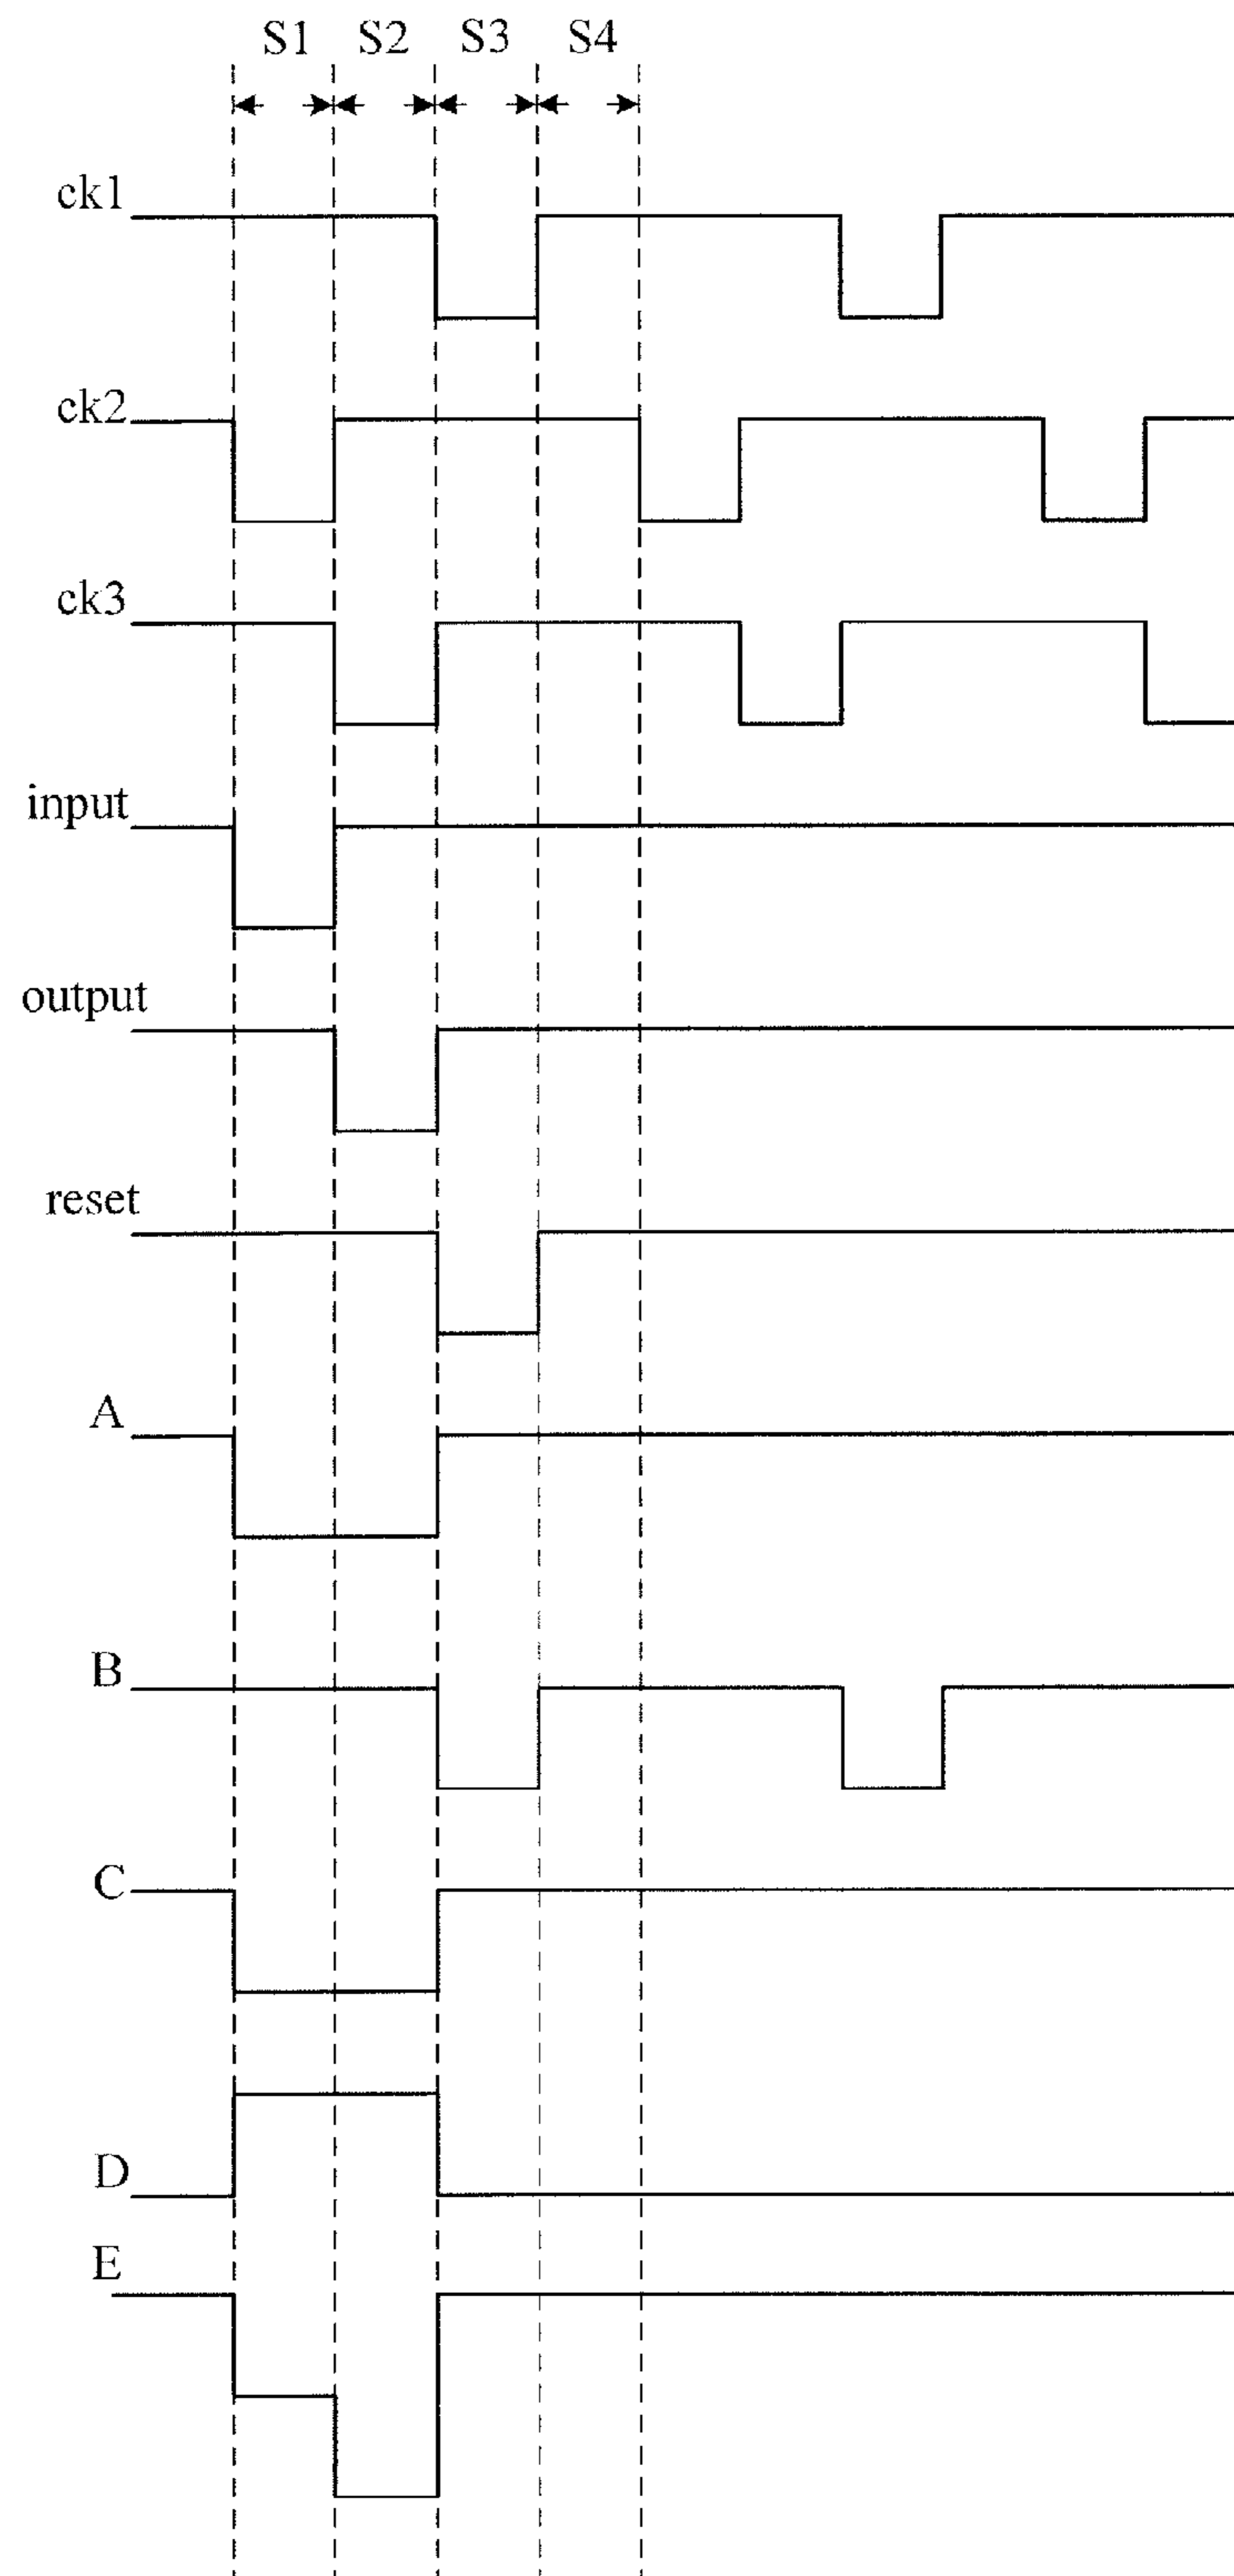 S1 S2 S3 S4
ck1
ck2
ck3
input
output
reset
A
B
C
D
E